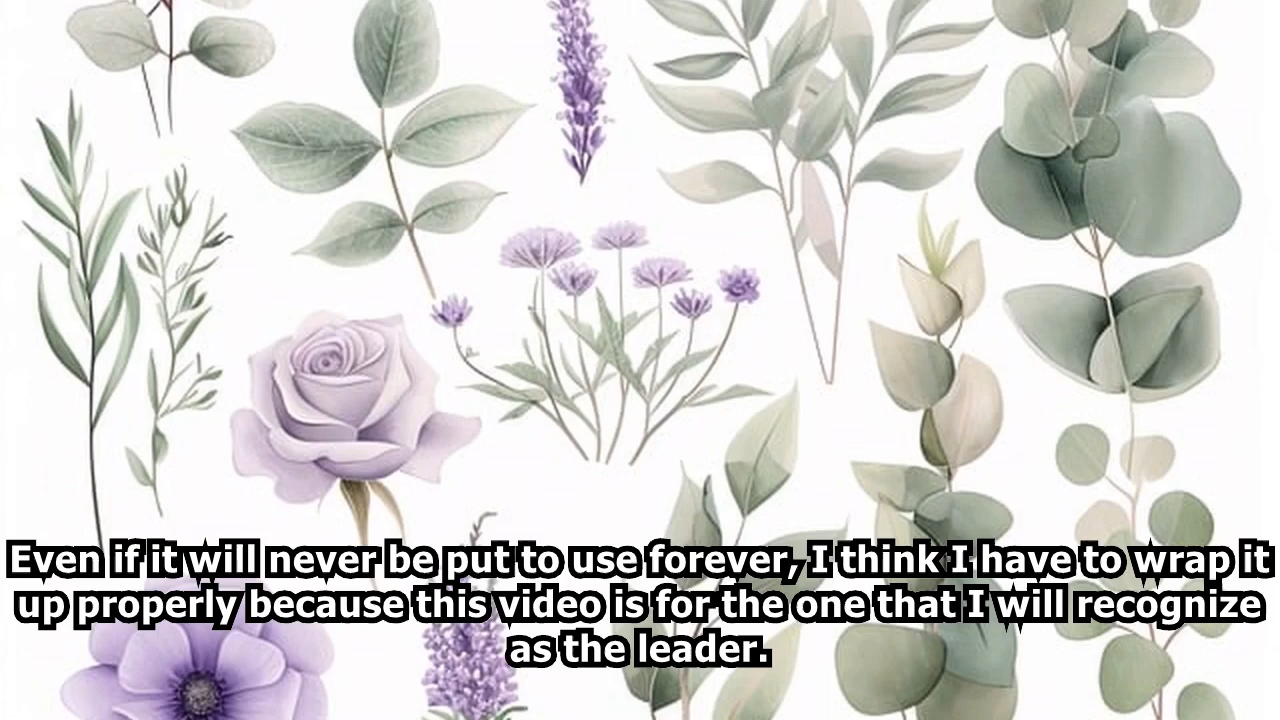 Even if it will never be put to use forever, I think I have to wrap it
up properly because this video is for the one that I will recognize
as the leader.